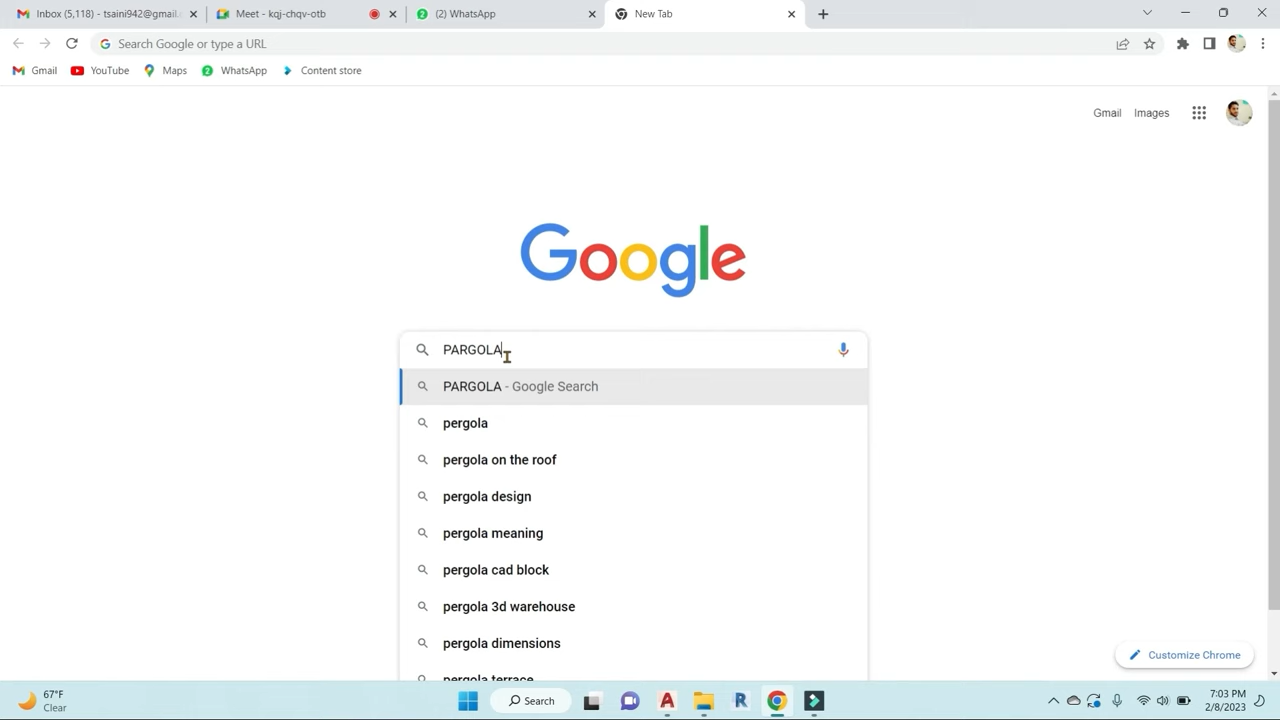 Inbox (5,118) - tsaini942@gmail.
Meet - kqj-chqv-otb
(2) WhatsApp
New Tab
Search Google or type a URL
Gmail
YouTube
Maps
2 WhatsApp
Content store
Gmail
Images
Google
PARGOLA
PARGOLA - Google Search
pergola
pergola on the roof
pergola design
pergola meaning
pergola cad block
pergola 3d warehouse
pergola dimensions
pergola terrace
Customize Chrome
67°F
Clear
Search
7:03 PM
2/8/2023